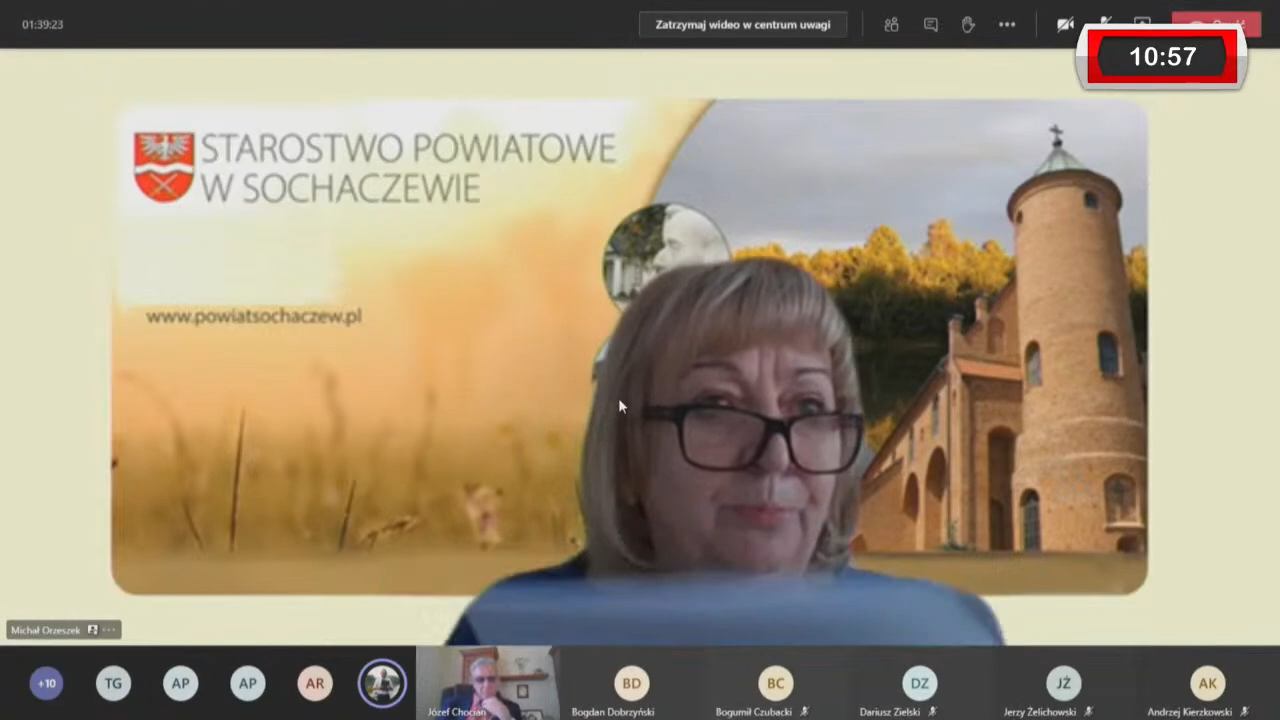 01:39:23
Zatrzymaj wideo w centrum uwagi
10:57
STAROSTWO POWIATOWE
W SOCHACZEWIE
www.powiatsochaczew.pl
Michał Orzeszek
+10
TG
AP
AP
AR
Józef Chocian
BD
Bogdan Dobrzyński
BC
Bogumił Czubacki
DZ
Dariusz Zielski
JŻ
Jerzy Żelichowski
AK
Andrzej Kierzkowski